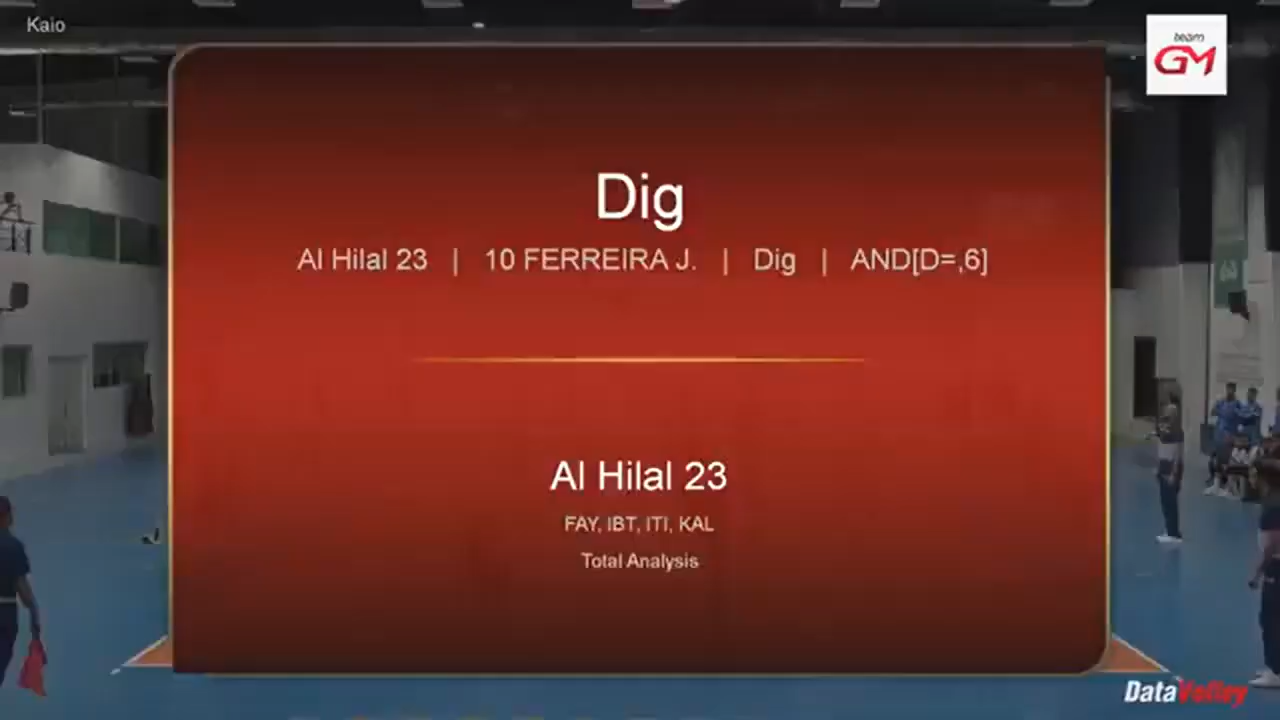 Kaio
team
GM
Dig
Al Hilal 23 | 10 FERREIRA J. | Dig | AND[D=,6]
Al Hilal 23
FAY, IBT, ITI, KAL
Total Analysis
DataVolley